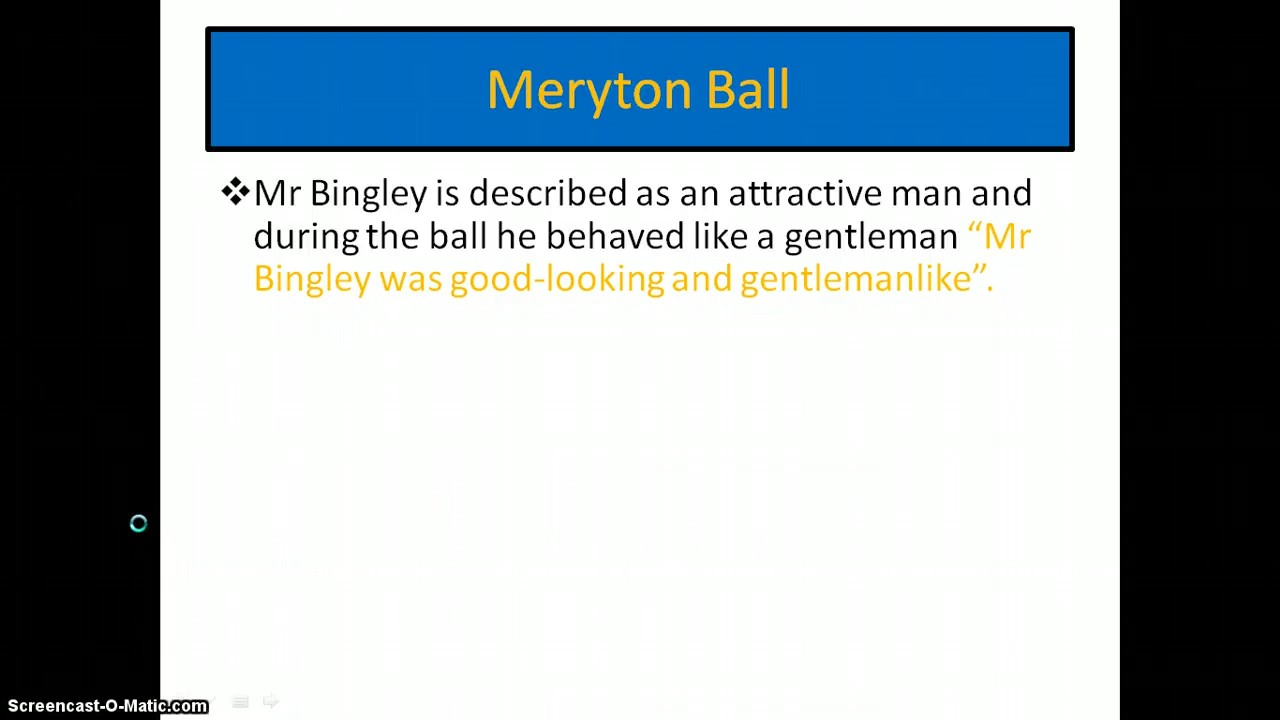 Meryton Ball
❖Mr Bingley is described as an attractive man and
during the ball he behaved like a gentleman “Mr
Bingley was good-looking and gentlemanlike”.
Screencast-O-Matic.com